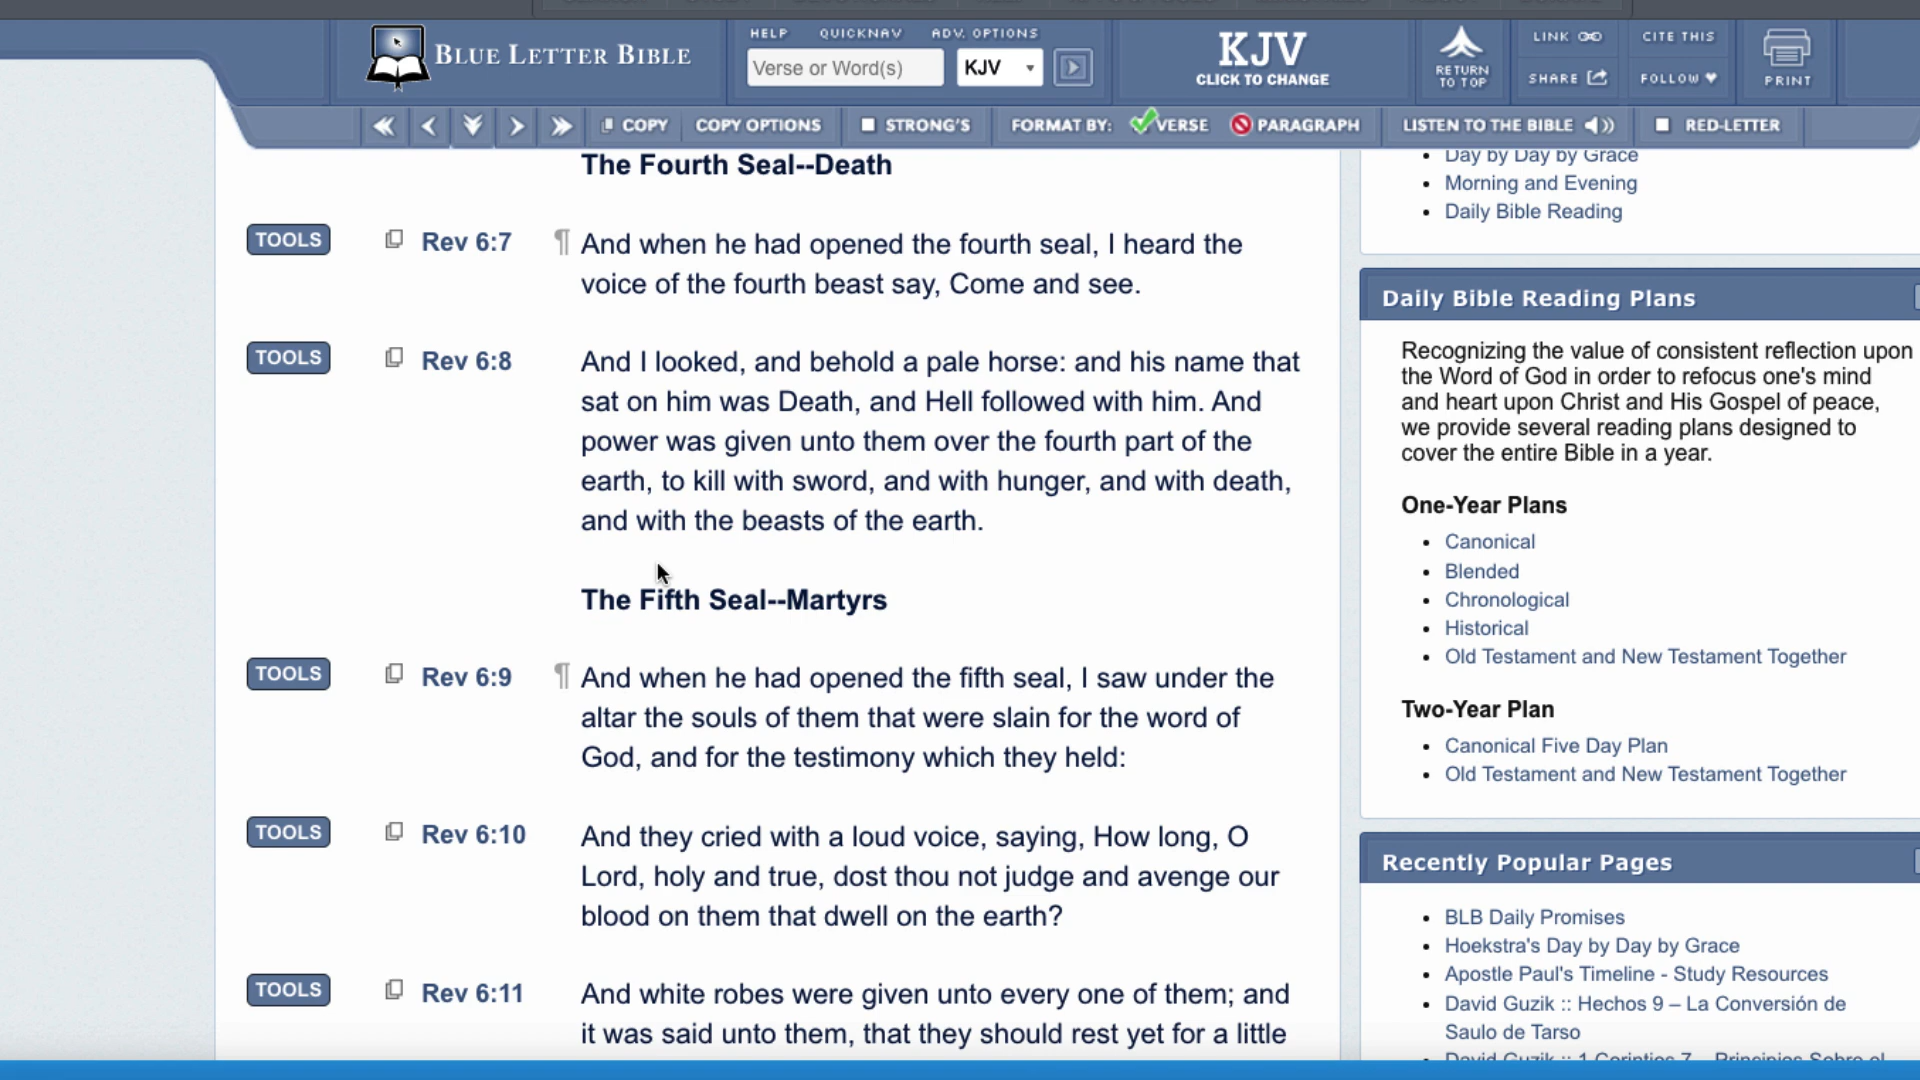 BLUE LETTER BIBLE
HELP QUICKNAV ADV. OPTIONS
Verse or Word(s)
KJV
KJV
CLICK TO CHANGE
RETURN
TO TOP
LINK
SHARE
CITE THIS
FOLLOW
PRINT
COPY
COPY OPTIONS
STRONG'S
FORMAT BY:
VERSE
PARAGRAPH
LISTEN TO THE BIBLE
RED-LETTER
The Fourth Seal--Death
TOOLS
Rev 6:7
¶ And when he had opened the fourth seal, I heard the
voice of the fourth beast say, Come and see.
TOOLS
Rev 6:8
And I looked, and behold a pale horse: and his name that
sat on him was Death, and Hell followed with him. And
power was given unto them over the fourth part of the
earth, to kill with sword, and with hunger, and with death,
and with the beasts of the earth.
The Fifth Seal--Martyrs
TOOLS
Rev 6:9
¶ And when he had opened the fifth seal, I saw under the
altar the souls of them that were slain for the word of
God, and for the testimony which they held:
TOOLS
Rev 6:10
And they cried with a loud voice, saying, How long, O
Lord, holy and true, dost thou not judge and avenge our
blood on them that dwell on the earth?
TOOLS
Rev 6:11
And white robes were given unto every one of them; and
it was said unto them, that they should rest yet for a little
Day by Day by Grace
Morning and Evening
Daily Bible Reading
Daily Bible Reading Plans
Recognizing the value of consistent reflection upon
the Word of God in order to refocus one's mind
and heart upon Christ and His Gospel of peace,
we provide several reading plans designed to
cover the entire Bible in a year.
One-Year Plans
Canonical
Blended
Chronological
Historical
Old Testament and New Testament Together
Two-Year Plan
Canonical Five Day Plan
Old Testament and New Testament Together
Recently Popular Pages
BLB Daily Promises
Hoekstra's Day by Day by Grace
Apostle Paul's Timeline - Study Resources
David Guzik :: Hechos 9 – La Conversión de
Saulo de Tarso
David Guzik :: 1 Corintios 7 – Principios Sobre el